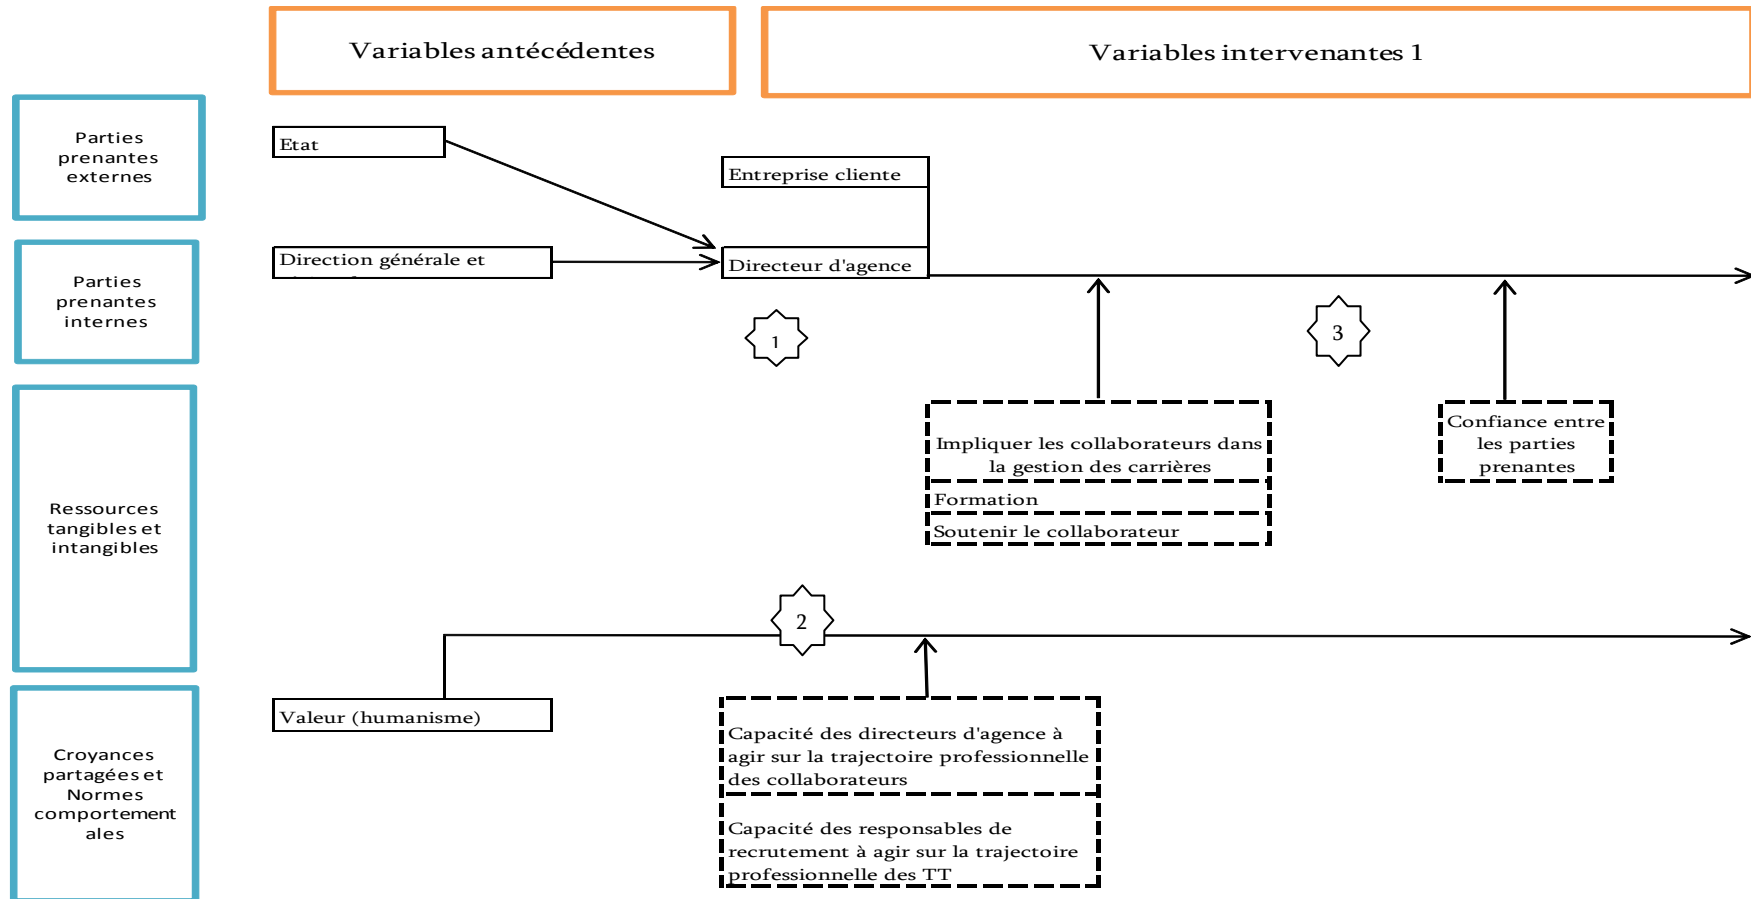 Variables antécédentes
Variables intervenantes 1
Parties
prenantes
externes
Etat
Entreprise cliente
Parties
prenantes
internes
Direction générale et
Directeur d'agence
1
3
Ressources
tangibles et
intangibles
Impliquer les collaborateurs dans
la gestion des carrières
Formation
Soutenir le collaborateur
Confiance entre
les parties
prenantes
2
Croyances
partagées et
Normes
comportement
ales
Valeur (humanisme)
Capacité des directeurs d'agence à
agir sur la trajectoire professionnelle
des collaborateurs
Capacité des responsables de
recrutement à agir sur la trajectoire
professionnelle des TT